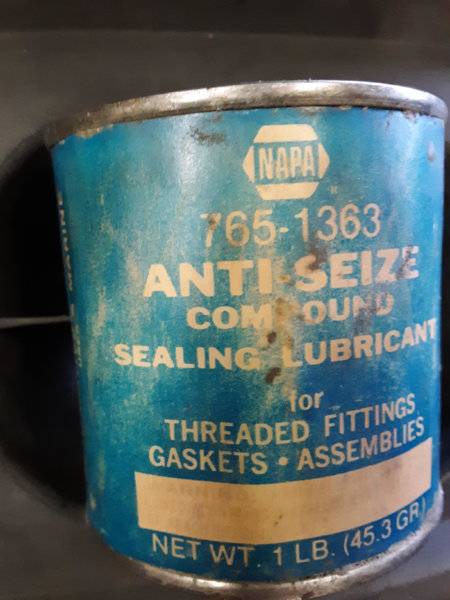 NAPA
765-1363
ANTI-SEIZE
COMPOUND
SEALING LUBRICANT
for
THREADED FITTINGS
GASKETS • ASSEMBLIES
NET WT. 1 LB. (45.3 GR)
MARINE